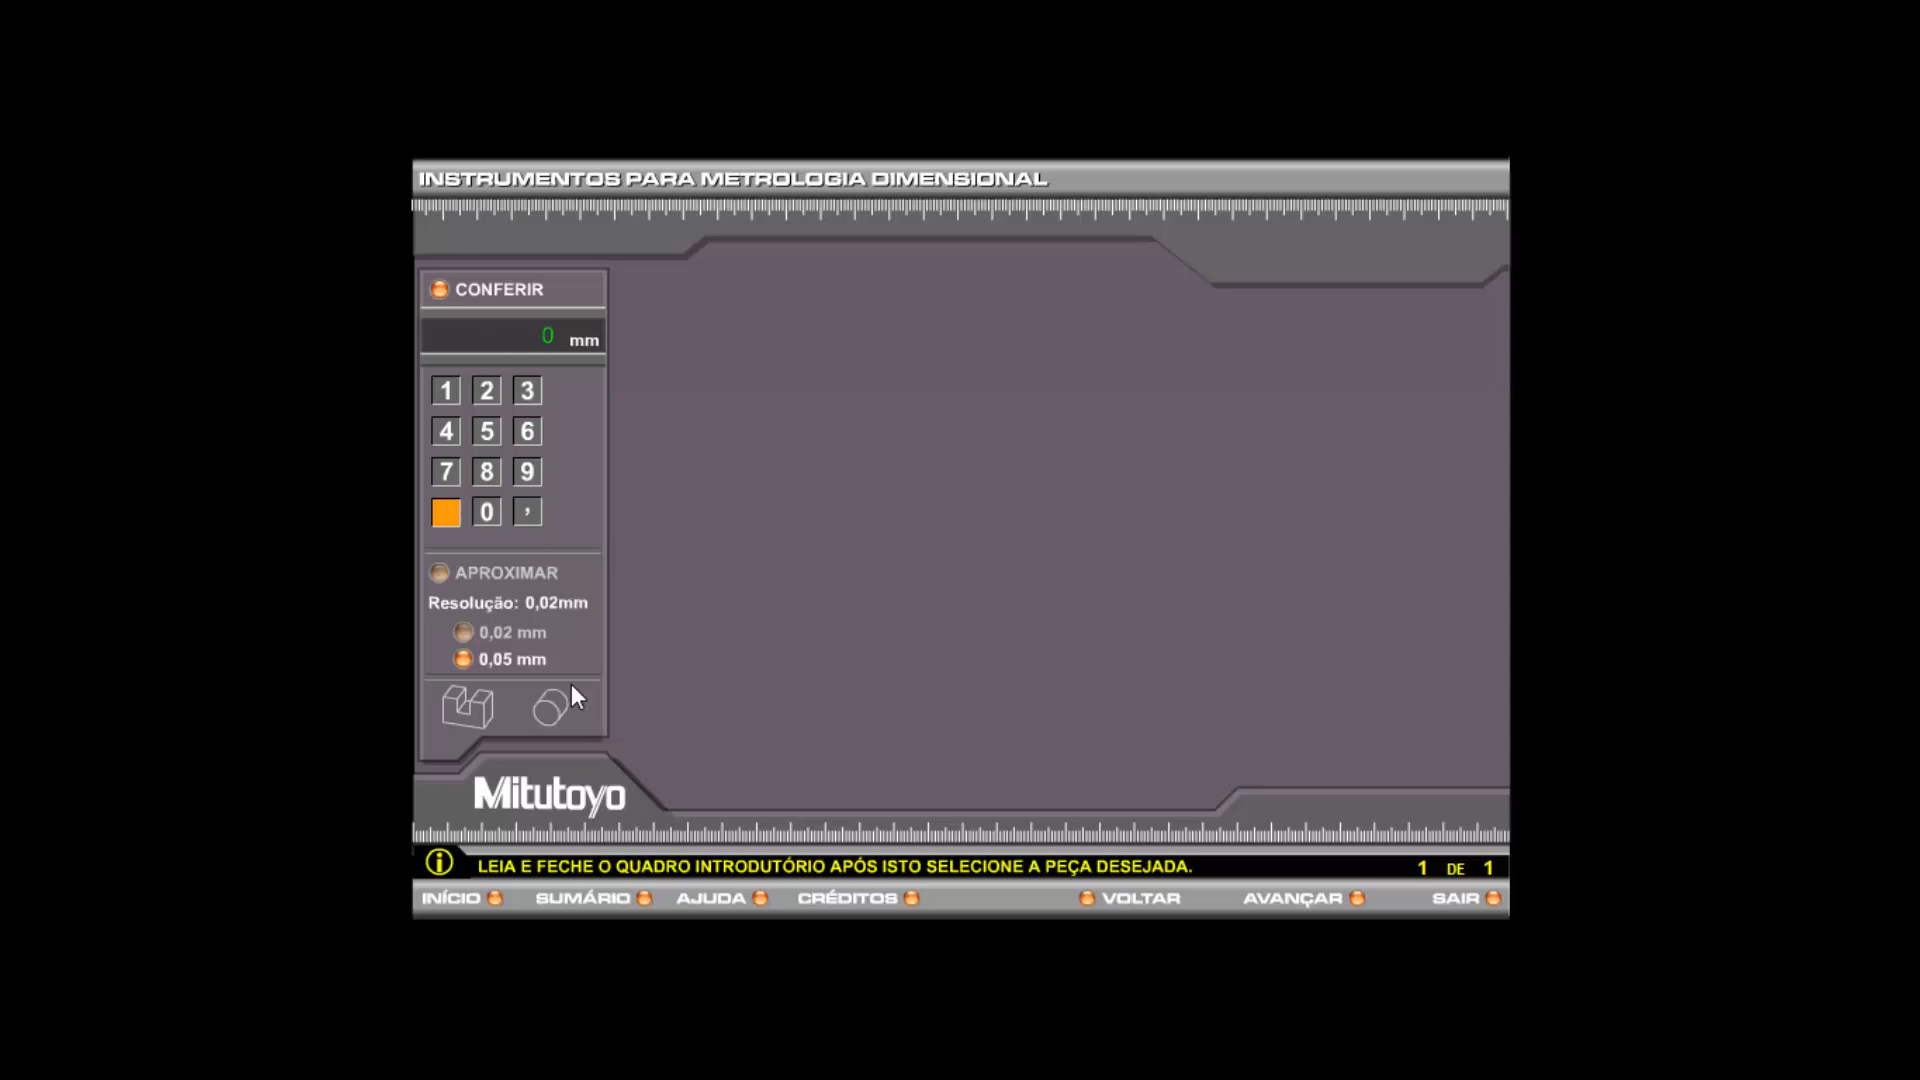 INSTRUMENTOS PARA METROLOGIA DIMENSIONAL
CONFERIR
0 mm
1 2 3
4 5 6
7 8 9
0 ,
APROXIMAR
Resolução: 0,02mm
0,02 mm
0,05 mm
Mitutoyo
i LEIA E FECHE O QUADRO INTRODUTÓRIO APÓS ISTO SELECIONE A PEÇA DESEJADA. 1 DE 1
INÍCIO SUMÁRIO AJUDA CRÉDITOS VOLTAR AVANÇAR SAIR